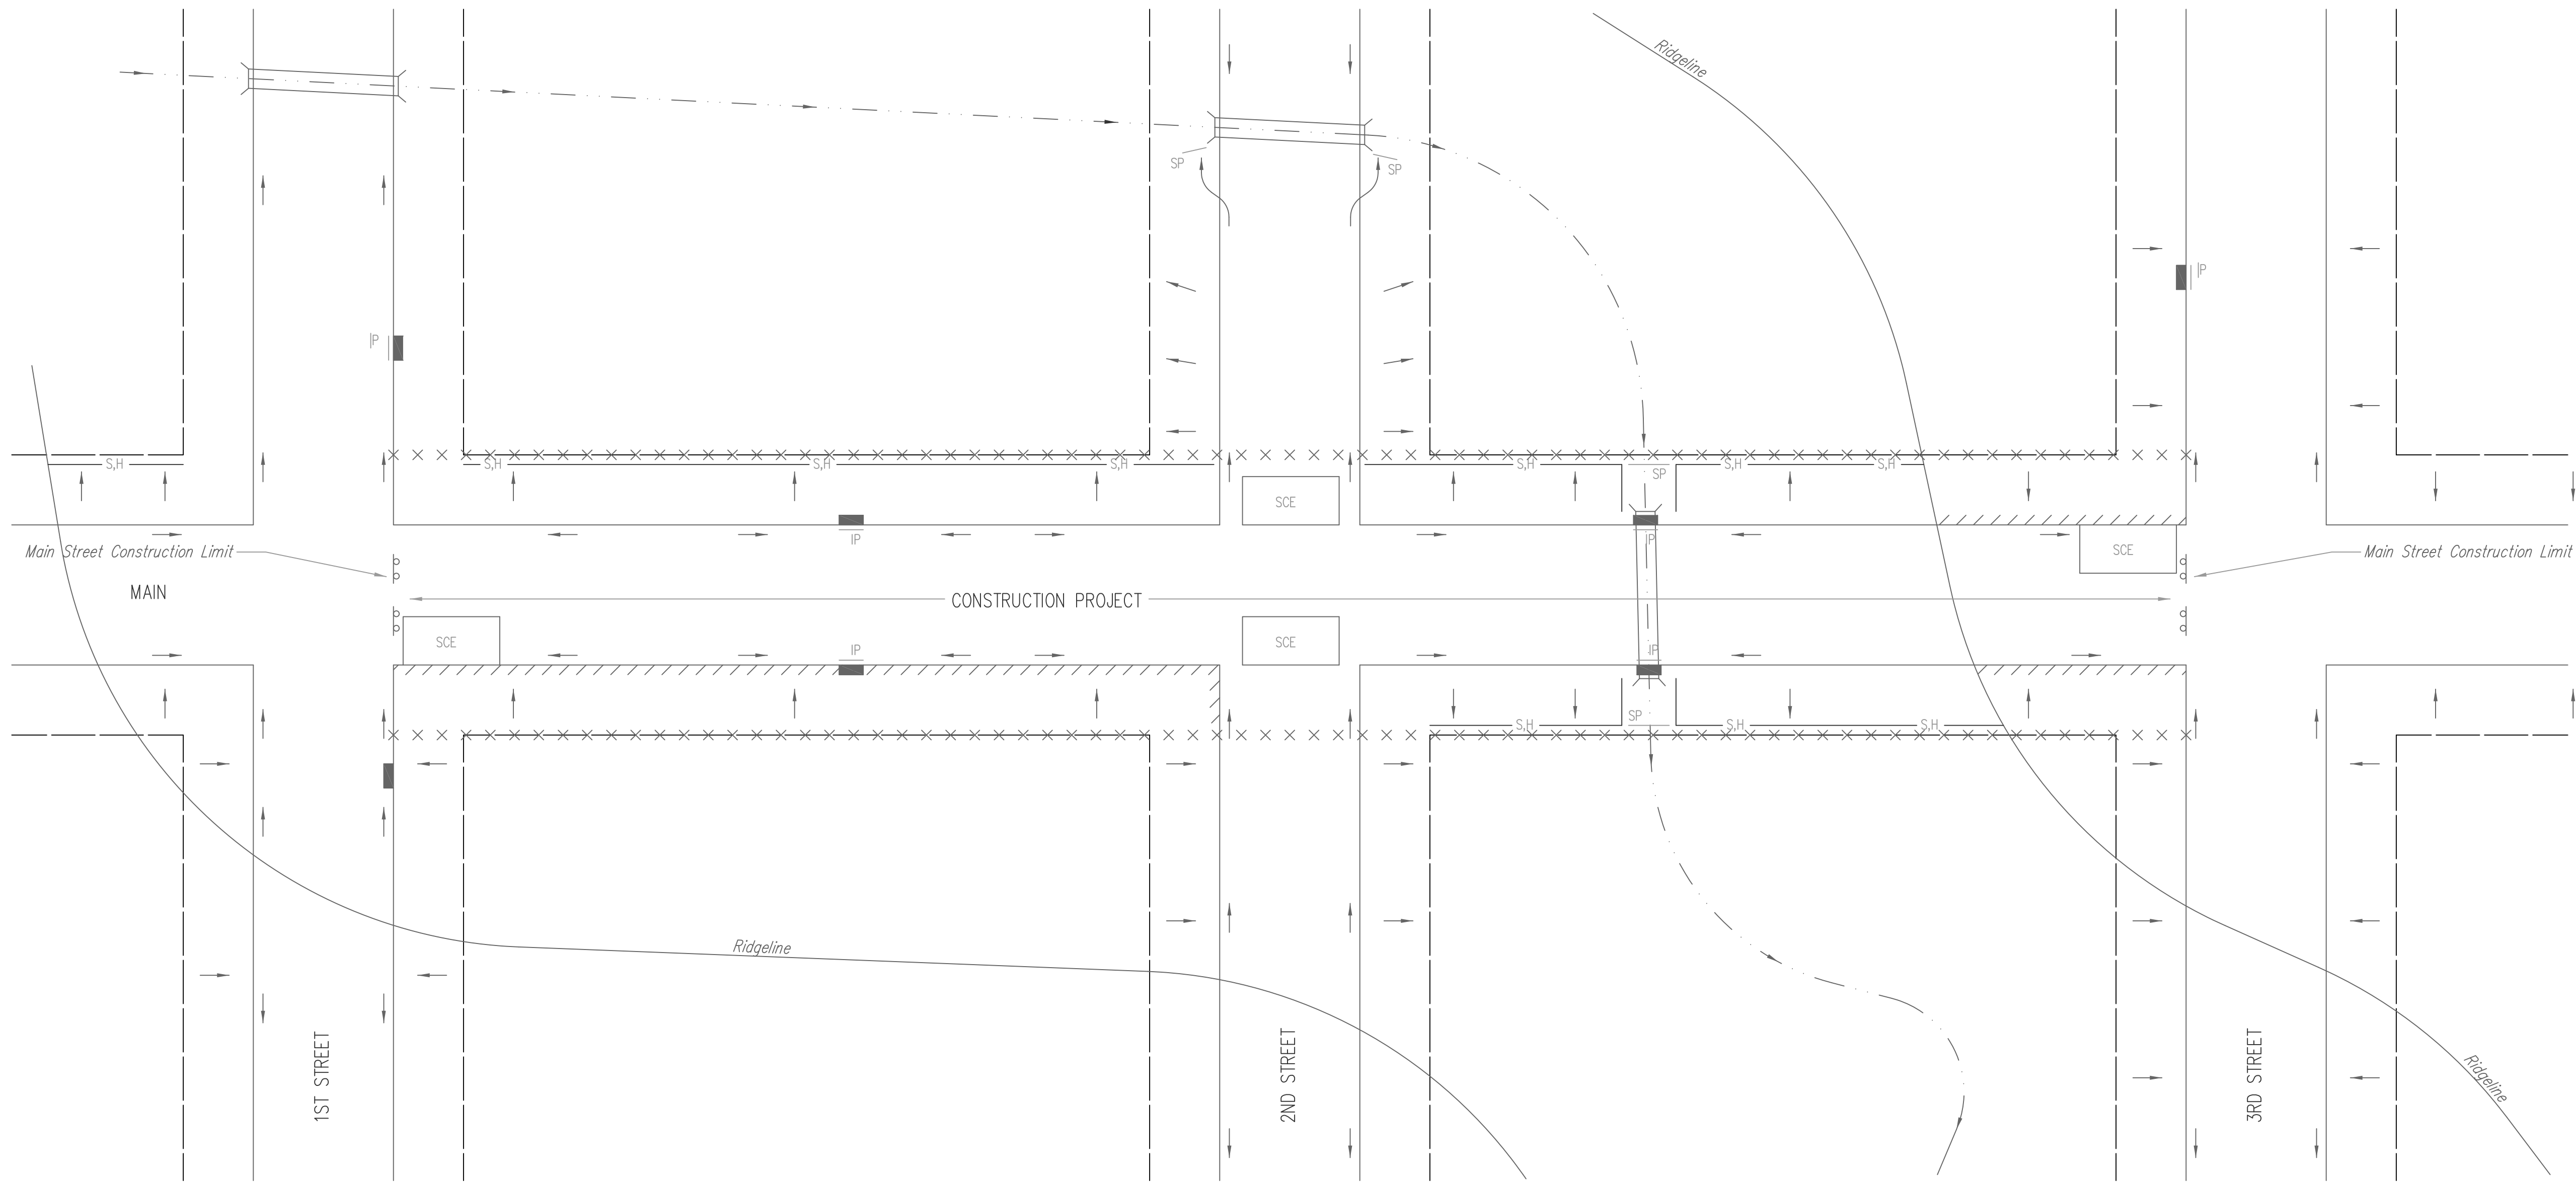 Ridgeline
SP
SP
IP
IP
S,H
S,H
S,H
S,H
S,H
S,H
S,H
SP
SCE
SCE
IP
IP
Main Street Construction Limit
Main Street Construction Limit
MAIN
CONSTRUCTION PROJECT
SCE
SCE
IP
IP
SP
S,H
S,H
S,H
Ridgeline
1ST STREET
2ND STREET
3RD STREET
Ridgeline